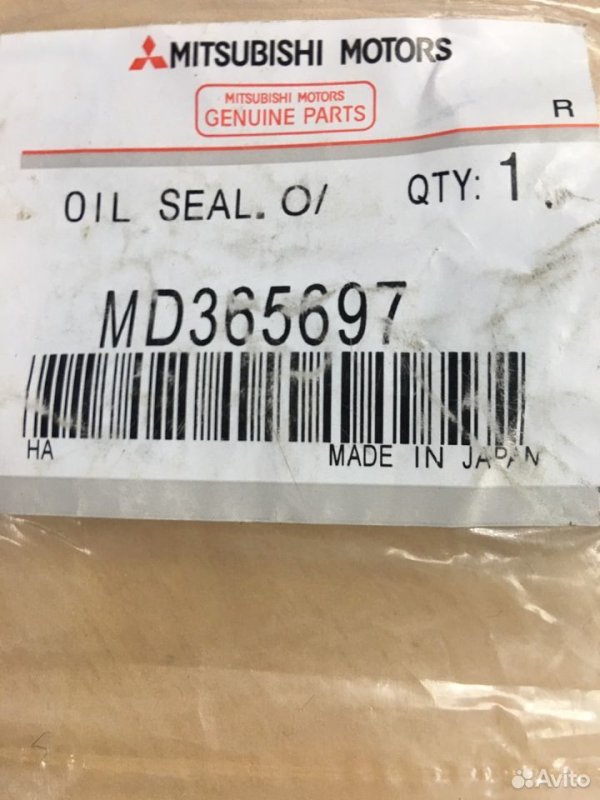 MITSUBISHI MOTORS
MITSUBISHI MOTORS
GENUINE PARTS
R
OIL SEAL. O/ QTY: 1.
MD365697
HA MADE IN JAPAN
Avito